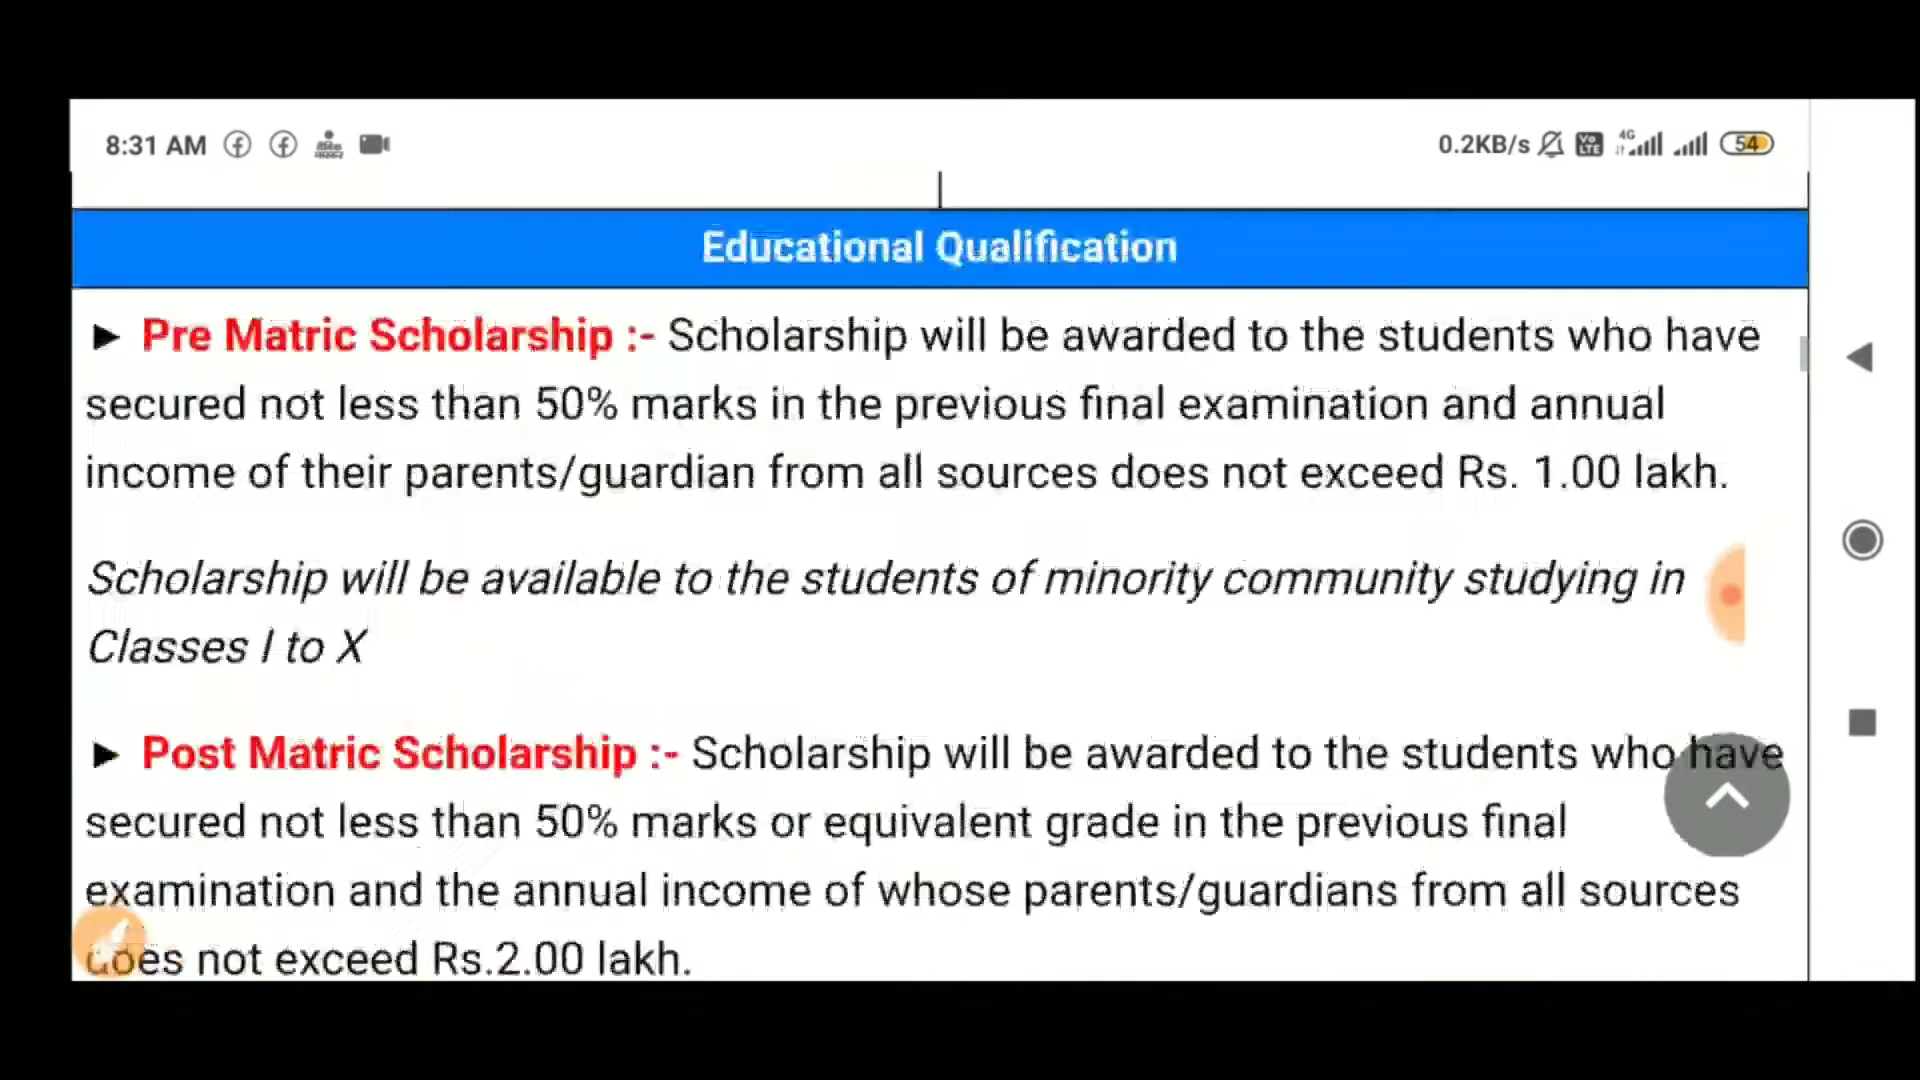 8:31 AM
0.2KB/s Vo LTE 4G 54
Educational Qualification
► Pre Matric Scholarship :- Scholarship will be awarded to the students who have
secured not less than 50% marks in the previous final examination and annual
income of their parents/guardian from all sources does not exceed Rs. 1.00 lakh.
Scholarship will be available to the students of minority community studying in
Classes I to X
► Post Matric Scholarship :- Scholarship will be awarded to the students who have
secured not less than 50% marks or equivalent grade in the previous final
examination and the annual income of whose parents/guardians from all sources
does not exceed Rs.2.00 lakh.